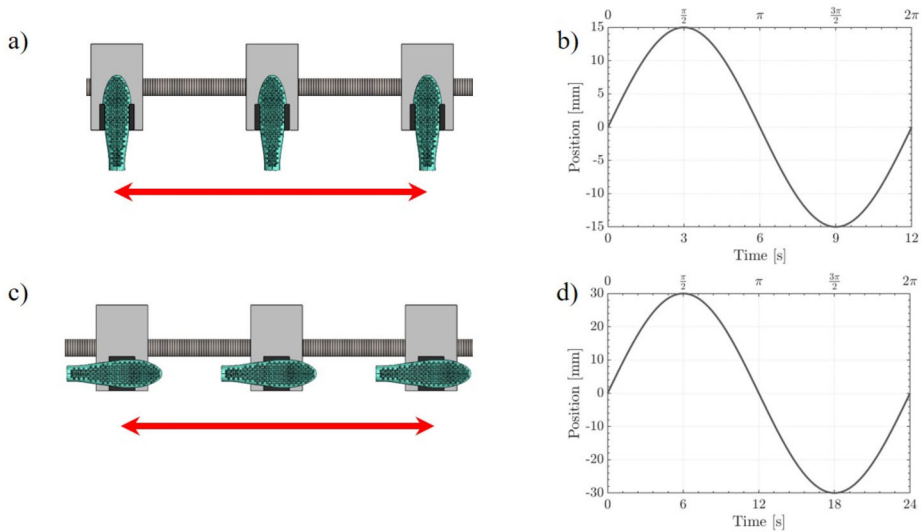 a)
b)
0 π/2 π 3π/2 2π
15
10
5
0
-5
-10
-15
Position [mm]
0 3 6 9 12
Time [s]
c)
d)
0 π/2 π 3π/2 2π
30
20
10
0
-10
-20
-30
Position [mm]
0 6 12 18 24
Time [s]